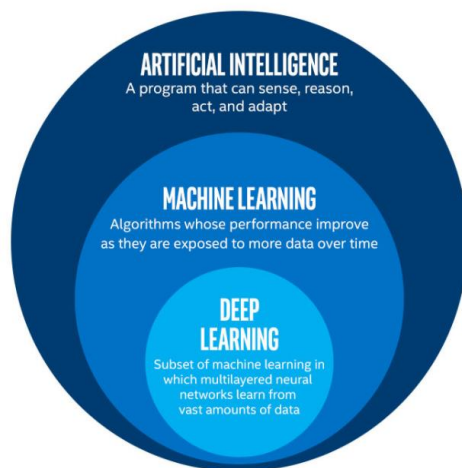 ARTIFICIAL INTELLIGENCE
A program that can sense, reason,
act, and adapt
MACHINE LEARNING
Algorithms whose performance improve
as they are exposed to more data over time
DEEP
LEARNING
Subset of machine learning in
which multilayered neural
networks learn from
vast amounts of data